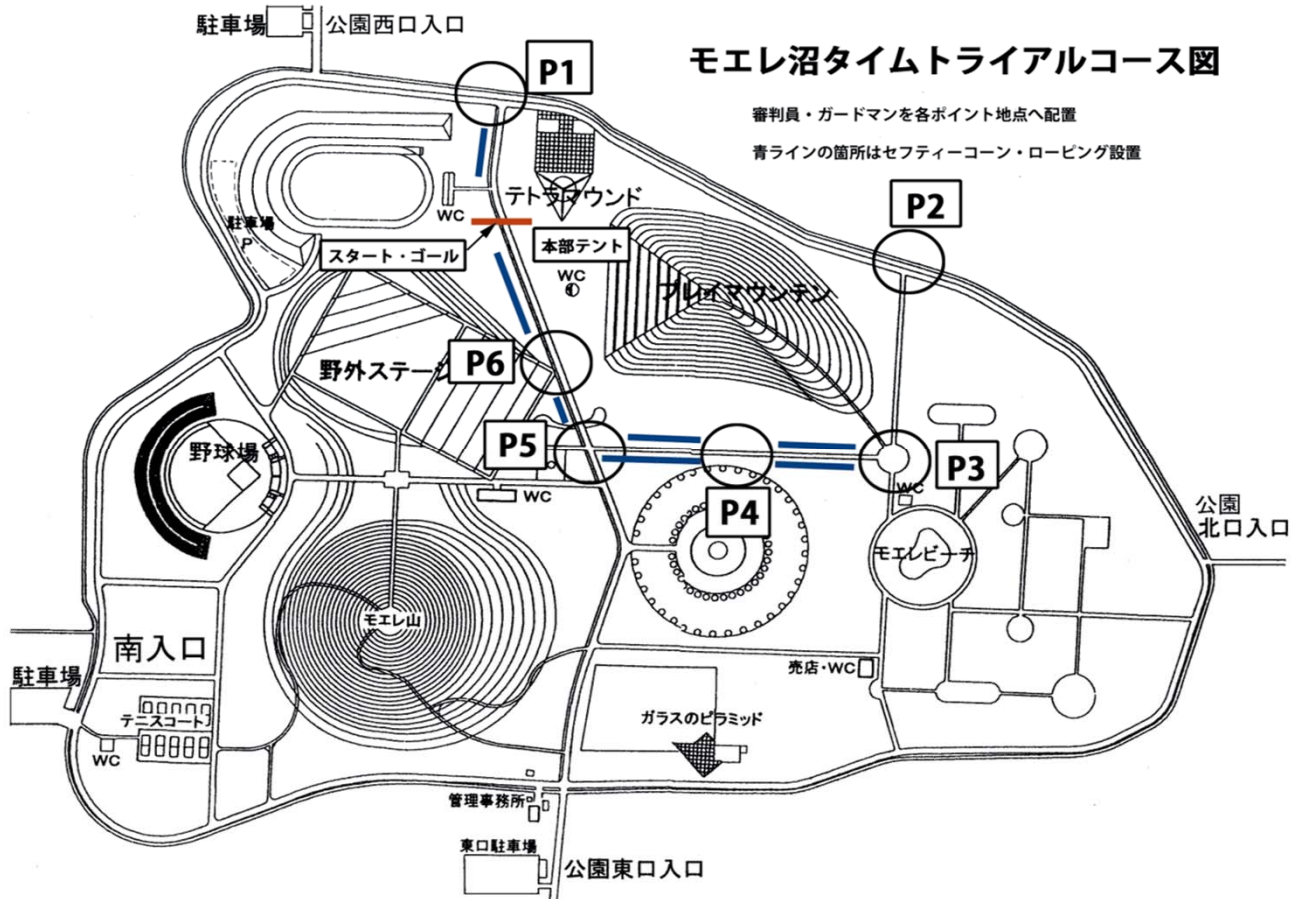 駐車場
公園西口入口
P1
モエレ沼タイムトライアルコース図
審判員・ガードマンを各ポイント地点へ配置
青ラインの箇所はセフティーコーン・ローピング設置
テトラマウンド
WC
P2
駐車場
P
スタート・ゴール
本部テント
WC
プレイマウンテン
野外ステージ
P6
P5
野球場
P3
WC
WC
P4
公園
北口入口
モエレビーチ
モエレ山
南入口
駐車場
売店・WC
テニスコート
ガラスのピラミッド
WC
管理事務所
東口駐車場
公園東口入口